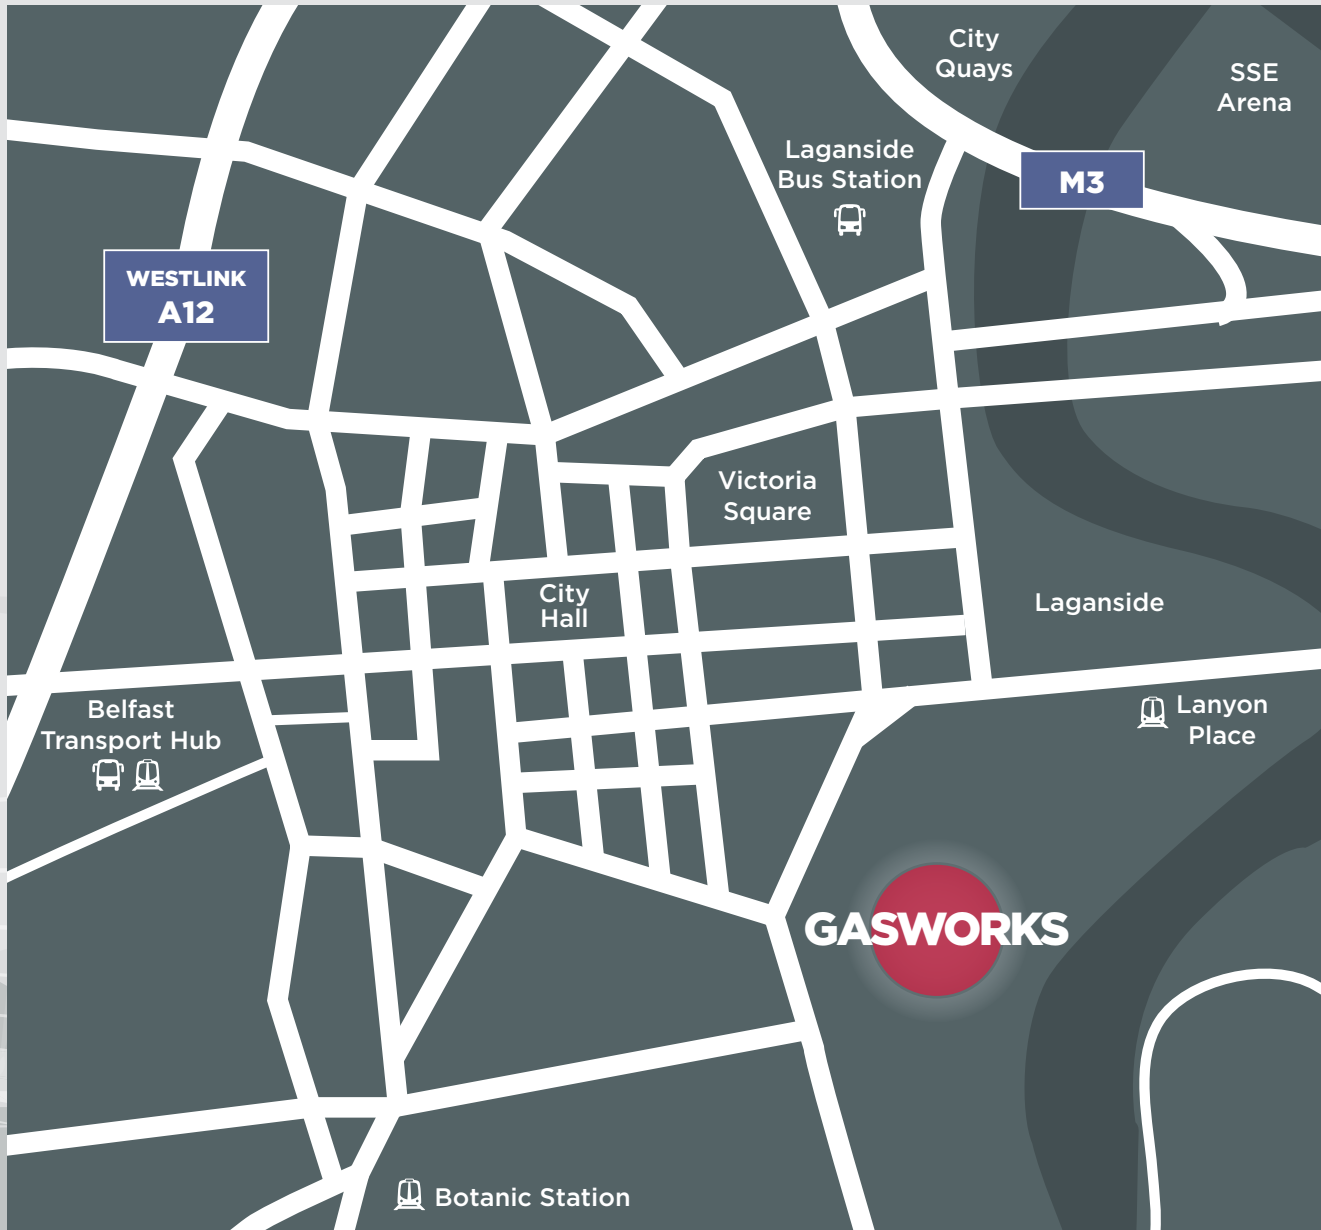 City
Quays
SSE
Arena
Laganside
Bus Station
M3
WESTLINK
A12
Victoria
Square
City
Hall
Laganside
Belfast
Transport Hub
Lanyon
Place
GASWORKS
Botanic Station